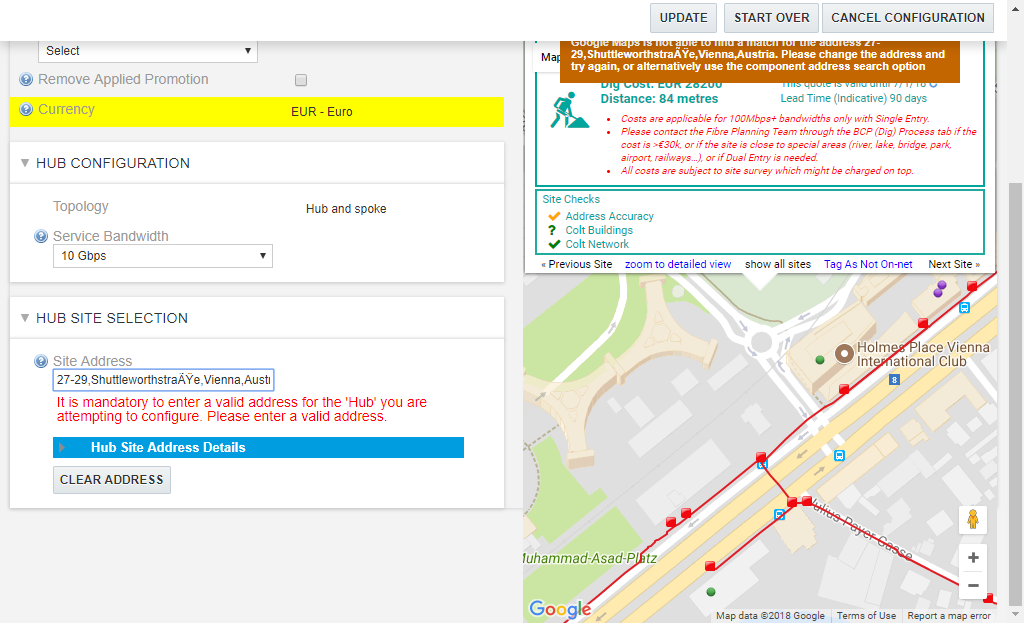 UPDATE
START OVER
CANCEL CONFIGURATION
Select
Remove Applied Promotion
Currency
EUR - Euro
HUB CONFIGURATION
Topology
Hub and spoke
Service Bandwidth
10 Gbps
HUB SITE SELECTION
Site Address
27-29,ShuttleworthstraÃŸe,Vienna,Austr
It is mandatory to enter a valid address for the 'Hub' you are
attempting to configure. Please enter a valid address.
Hub Site Address Details
CLEAR ADDRESS
Map
Google Maps is not able to find a match for the address 27-
29,ShuttleworthstraÃŸe,Vienna,Austria. Please change the address and
try again, or alternatively use the component address search option
Dig Cost: EUR 28200
This quote is valid until 7/1/18
Distance: 84 metres
Lead Time (Indicative) 90 days
Costs are applicable for 100Mbps+ bandwidths only with Single Entry.
Please contact the Fibre Planning Team through the BCP (Dig) Process tab if the
cost is >€30k, or if the site is close to special areas (river, lake, bridge, park,
airport, railways...), or if Dual Entry is needed.
All costs are subject to site survey which might be charged on top.
Site Checks
Address Accuracy
? Colt Buildings
Colt Network
« Previous Site
zoom to detailed view
show all sites
Tag As Not On-net
Next Site »
Holmes Place Vienna
International Club
8
Julius Payer Gasse
Muhammad-Asad-Platz
Google
Map data ©2018 Google
Terms of Use
Report a map error